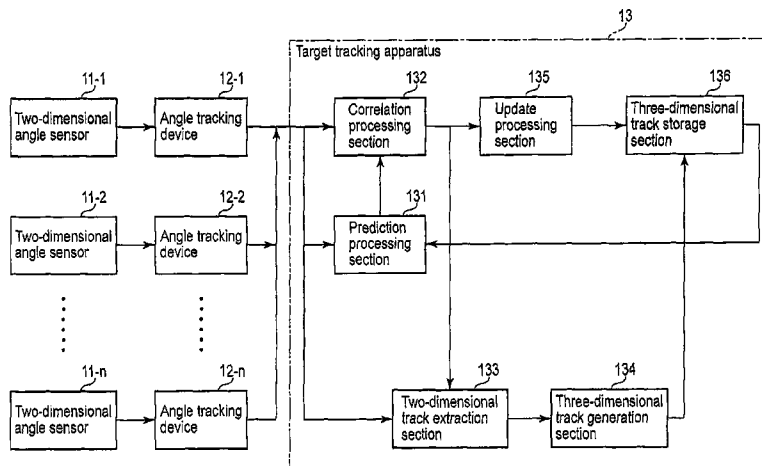 13
Target tracking apparatus
11-1
12-1
132
135
136
Two-dimensional
angle sensor
Angle tracking
device
Correlation
processing
section
Update
processing
section
Three-dimensional
track storage
section
11-2
12-2
131
Two-dimensional
angle sensor
Angle tracking
device
Prediction
processing
section
11-n
12-n
133
134
Two-dimensional
angle sensor
Angle tracking
device
Two-dimensional
track extraction
section
Three-dimensional
track generation
section